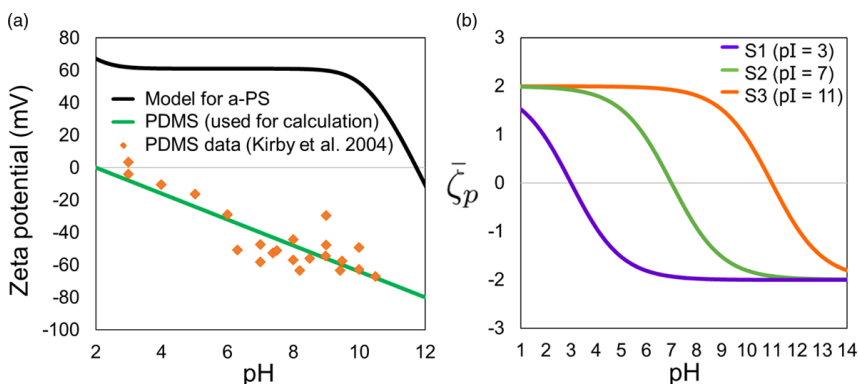 (a)
Zeta potential (mV)
80
60
40
20
0
-20
-40
-60
-80
-100
Model for a-PS
PDMS (used for calculation)
PDMS data (Kirby et al. 2004)
2 4 6 8 10 12
pH
(b)
ζ̄p
3
2
1
0
-1
-2
-3
S1 (pI = 3)
S2 (pI = 7)
S3 (pI = 11)
1 2 3 4 5 6 7 8 9 10 11 12 13 14
pH